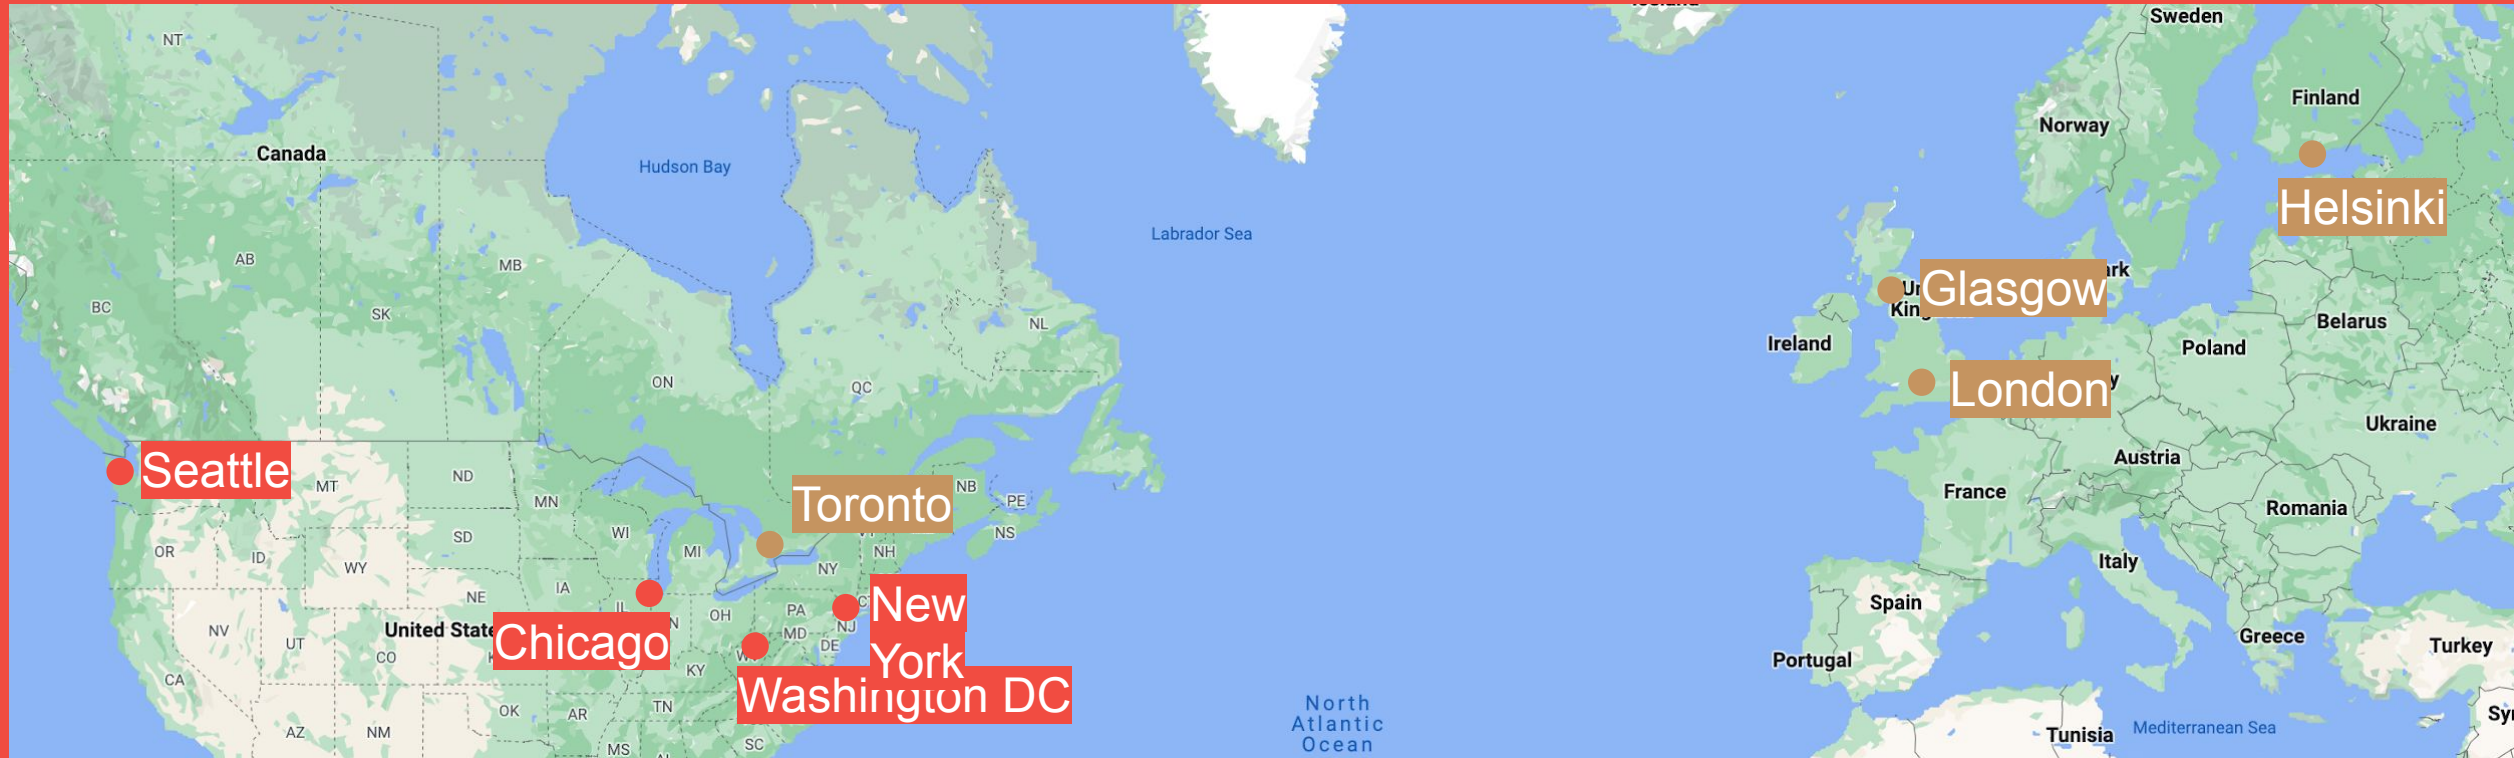 Sweden
NT
Finland
Norway
Canada
Hudson Bay
Helsinki
Labrador Sea
AB
MB
Glasgow
BC
SK
NL
Belarus
Ireland
Poland
ON
QC
London
Ukraine
Seattle
Austria
MT
ND
NB
France
PE
MN
Toronto
Romania
WI
SD
NS
OR
ID
MI
NH
WY
NY
Italy
IA
NE
New
York
Spain
OH
PA
NV
United State
Chicago
NJ
MD
Greece
UT
DE
Turkey
CO
KY
Portugal
CA
Washington DC
TN
North
Atlantic
Ocean
OK
AR
AZ
NM
Mediterranean Sea
Tunisia
SC
MS